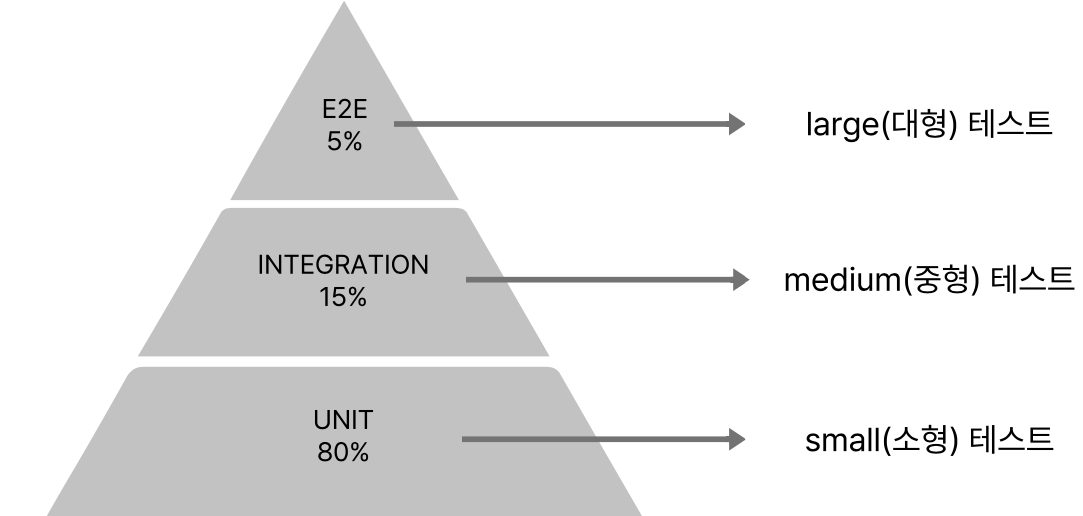 E2E
5%
large(대형) 테스트
INTEGRATION
15%
medium(중형) 테스트
UNIT
80%
small(소형) 테스트